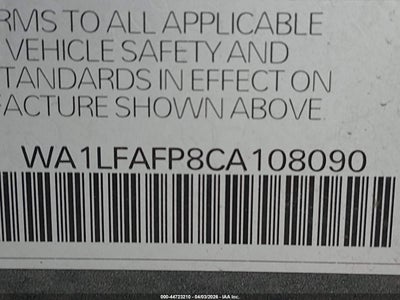 RMS TO ALL APPLICABLE
VEHICLE SAFETY AND
TANDARDS IN EFFECT ON
FACTURE SHOWN ABOVE.
WA1LFAFP8CA108090
000-44723210 - 04/03/2026 - IAA Inc.